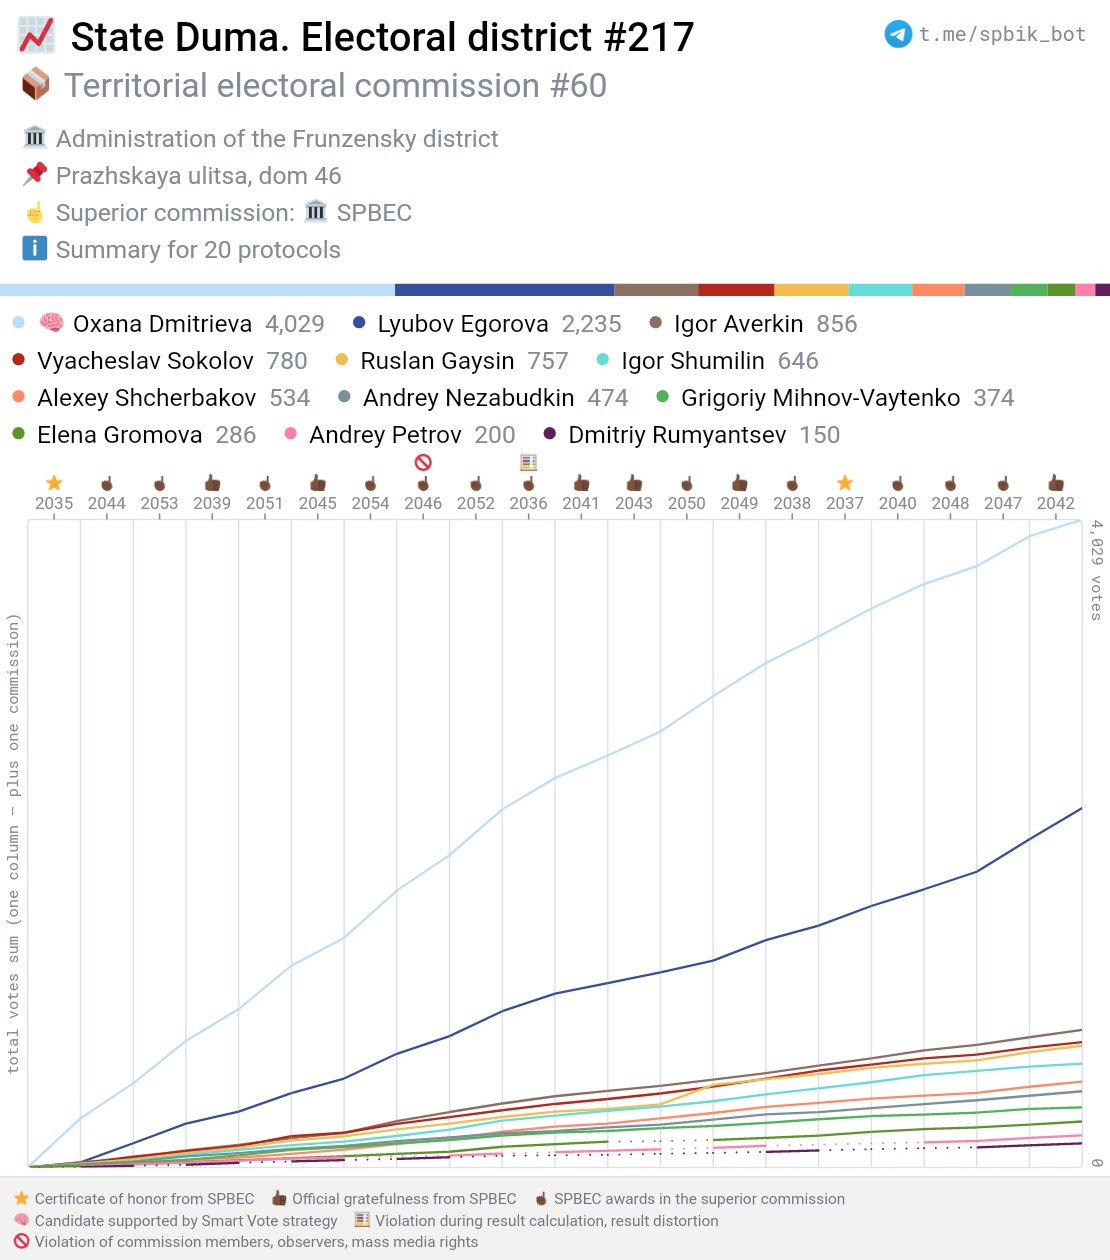 State Duma. Electoral district #217
t.me/spbik_bot
Territorial electoral commission #60
Administration of the Frunzensky district
Prazhskaya ulitsa, dom 46
Superior commission: SPBEC
Summary for 20 protocols
Oxana Dmitrieva 4,029 Lyubov Egorova 2,235 Igor Averkin 856
Vyacheslav Sokolov 780 Ruslan Gaysin 757 Igor Shumilin 646
Alexey Shcherbakov 534 Andrey Nezabudkin 474 Grigoriy Mihnov-Vaytenko 374
Elena Gromova 286 Andrey Petrov 200 Dmitriy Rumyantsev 150
2035 2044 2053 2039 2051 2045 2054 2046 2052 2036 2041 2043 2050 2049 2038 2037 2040 2048 2047 2042
4,029 votes
total votes sum (one column – plus one commission)
0
Certificate of honor from SPBEC Official gratefulness from SPBEC SPBEC awards in the superior commission
Candidate supported by Smart Vote strategy Violation during result calculation, result distortion
Violation of commission members, observers, mass media rights